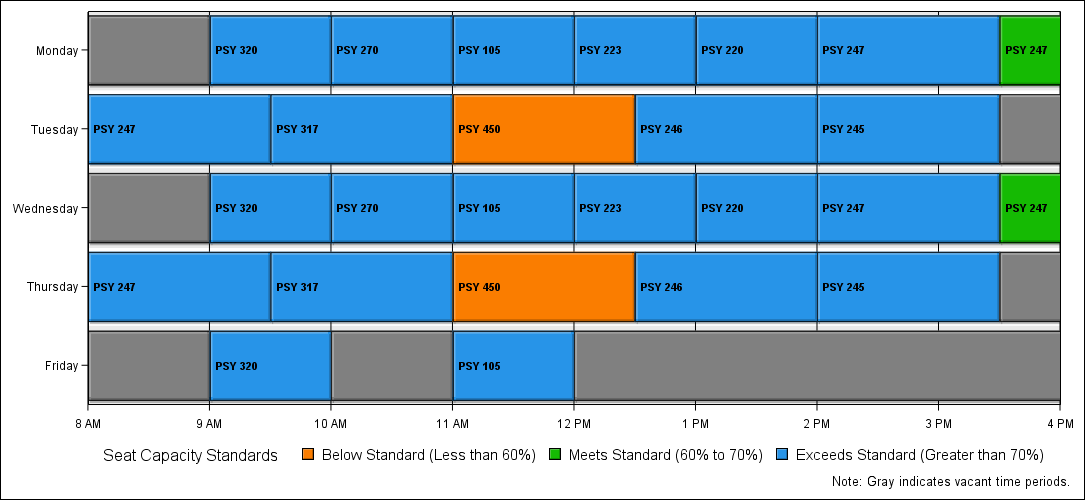 Monday PSY 320 PSY 270 PSY 105 PSY 223 PSY 220 PSY 247 PSY 247
Tuesday PSY 247 PSY 317 PSY 450 PSY 246 PSY 245
Wednesday PSY 320 PSY 270 PSY 105 PSY 223 PSY 220 PSY 247 PSY 247
Thursday PSY 247 PSY 317 PSY 450 PSY 246 PSY 245
Friday PSY 320 PSY 105
8 AM 9 AM 10 AM 11 AM 12 PM 1 PM 2 PM 3 PM 4 PM
Seat Capacity Standards Below Standard (Less than 60%) Meets Standard (60% to 70%) Exceeds Standard (Greater than 70%)
Note: Gray indicates vacant time periods.